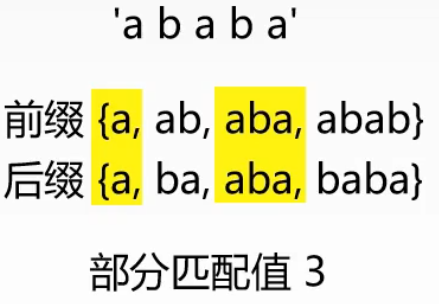 'a b a b a'
前缀 {a, ab, aba, abab}
后缀 {a, ba, aba, baba}
部分匹配值 3